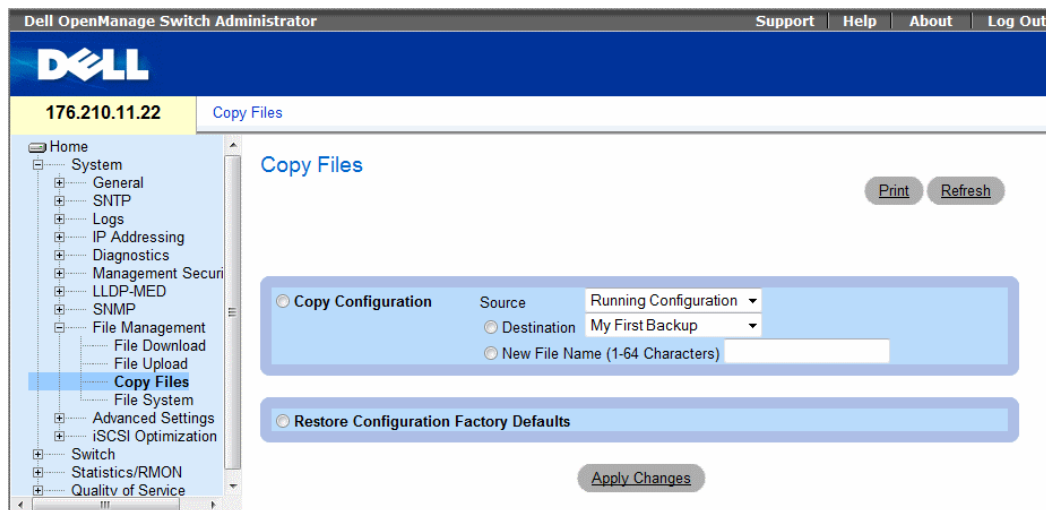 Dell OpenManage Switch Administrator
Support | Help | About | Log Out
DELL
176.210.11.22
Copy Files
Home
System
General
SNTP
Logs
IP Addressing
Diagnostics
Management Securi
LLDP-MED
SNMP
File Management
File Download
File Upload
Copy Files
File System
Advanced Settings
iSCSI Optimization
Switch
Statistics/RMON
Quality of Service
Copy Files
Print
Refresh
Copy Configuration
Source
Running Configuration
Destination
My First Backup
New File Name (1-64 Characters)
Restore Configuration Factory Defaults
Apply Changes